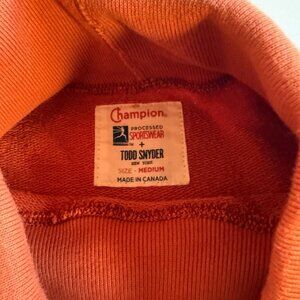 Champion
PROCESSED
SPORTSWEAR
+
TODD SNYDER
NEW YORK
SIZE - MEDIUM
MADE IN CANADA